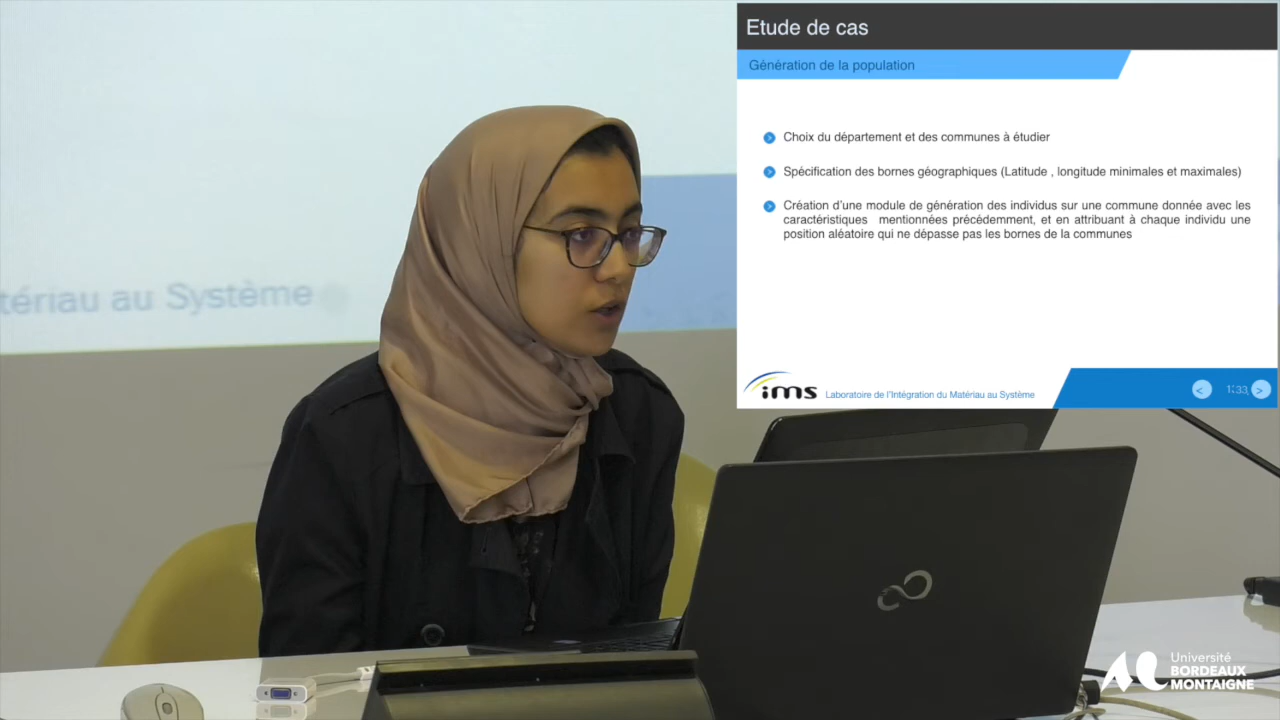 Etude de cas
Génération de la population
Choix du département et des communes à étudier
Spécification des bornes géographiques (Latitude , longitude minimales et maximales)
Création d'une module de génération des individus sur une commune donnée avec les
caractéristiques mentionnées précédemment, et en attribuant à chaque individu une
position aléatoire qui ne dépasse pas les bornes de la communes
ims Laboratoire de l'Intégration du Matériau au Système
tériau au Système
Université
BORDEAUX
MONTAIGNE